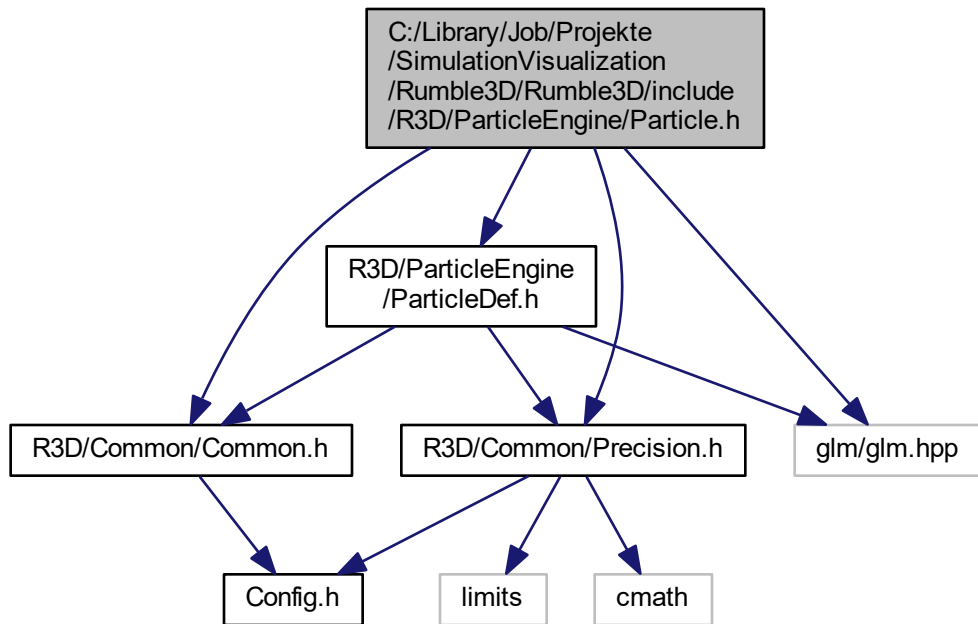 C:/Library/Job/Projekte
/SimulationVisualization
/Rumble3D/Rumble3D/include
/R3D/ParticleEngine/Particle.h
R3D/ParticleEngine
/ParticleDef.h
R3D/Common/Common.h
R3D/Common/Precision.h
glm/glm.hpp
Config.h
limits
cmath